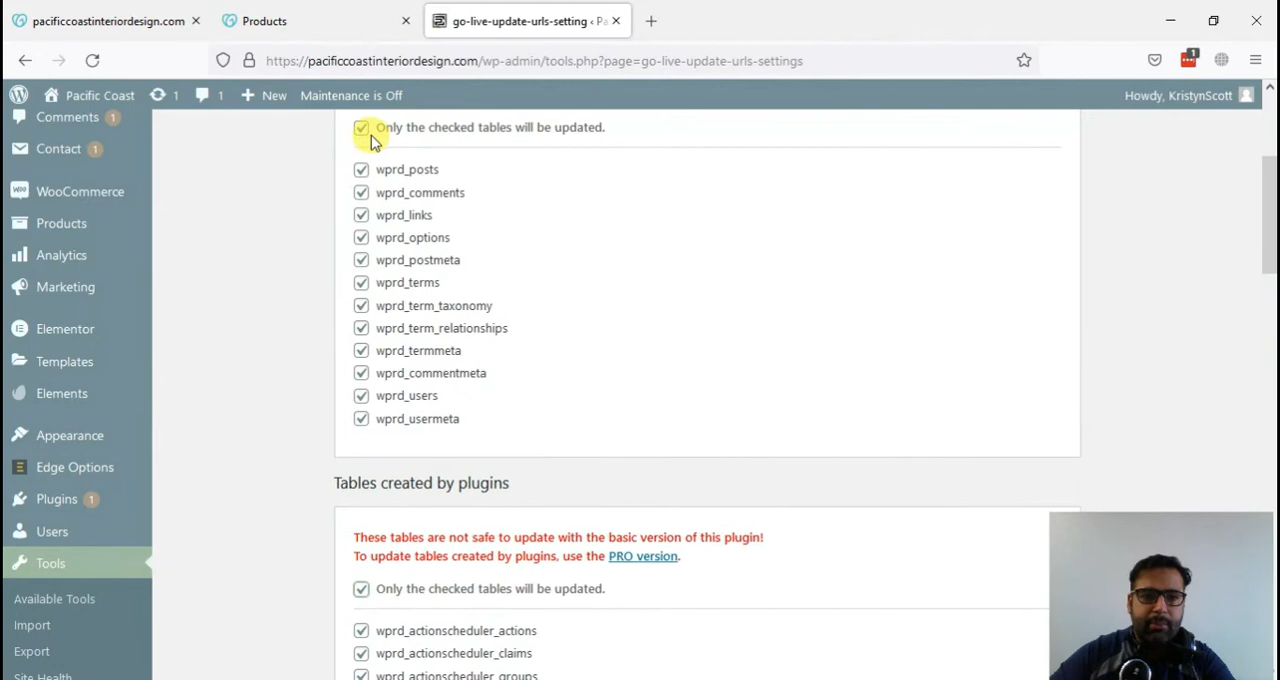 pacificcoastinteriordesign.com
Products
go-live-update-urls-setting ‹ Pa
https://pacificcoastinteriordesign.com/wp-admin/tools.php?page=go-live-update-urls-settings
1
Pacific Coast
1
1
New
Maintenance is Off
Howdy, KristynScott
Comments 1
Contact 1
WooCommerce
Products
Analytics
Marketing
Elementor
Templates
Elements
Appearance
Edge Options
Plugins 1
Users
Tools
Available Tools
Import
Export
Site Health
Only the checked tables will be updated.
wprd_posts
wprd_comments
wprd_links
wprd_options
wprd_postmeta
wprd_terms
wprd_term_taxonomy
wprd_term_relationships
wprd_termmeta
wprd_commentmeta
wprd_users
wprd_usermeta
Tables created by plugins
These tables are not safe to update with the basic version of this plugin!
To update tables created by plugins, use the PRO version.
Only the checked tables will be updated.
wprd_actionscheduler_actions
wprd_actionscheduler_claims
wprd_actionscheduler_groups